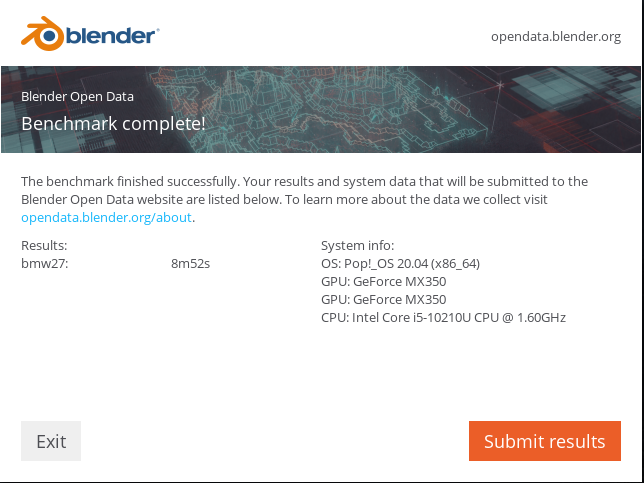 blender
opendata.blender.org
Blender Open Data
Benchmark complete!
The benchmark finished successfully. Your results and system data that will be submitted to the
Blender Open Data website are listed below. To learn more about the data we collect visit
opendata.blender.org/about.
Results:
bmw27: 8m52s
System info:
OS: Pop!_OS 20.04 (x86_64)
GPU: GeForce MX350
GPU: GeForce MX350
CPU: Intel Core i5-10210U CPU @ 1.60GHz
Exit
Submit results